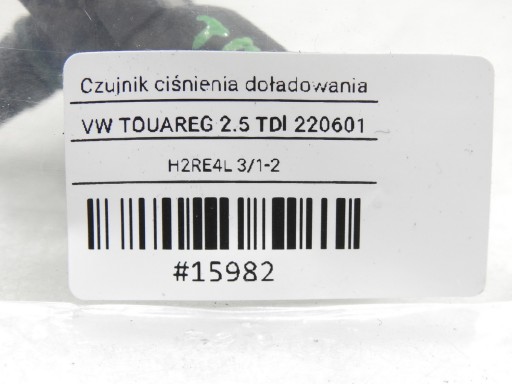 Czujnik ciśnienia doładowania
VW TOUAREG 2.5 TDI 220601
H2RE4L 3/1-2
#15982